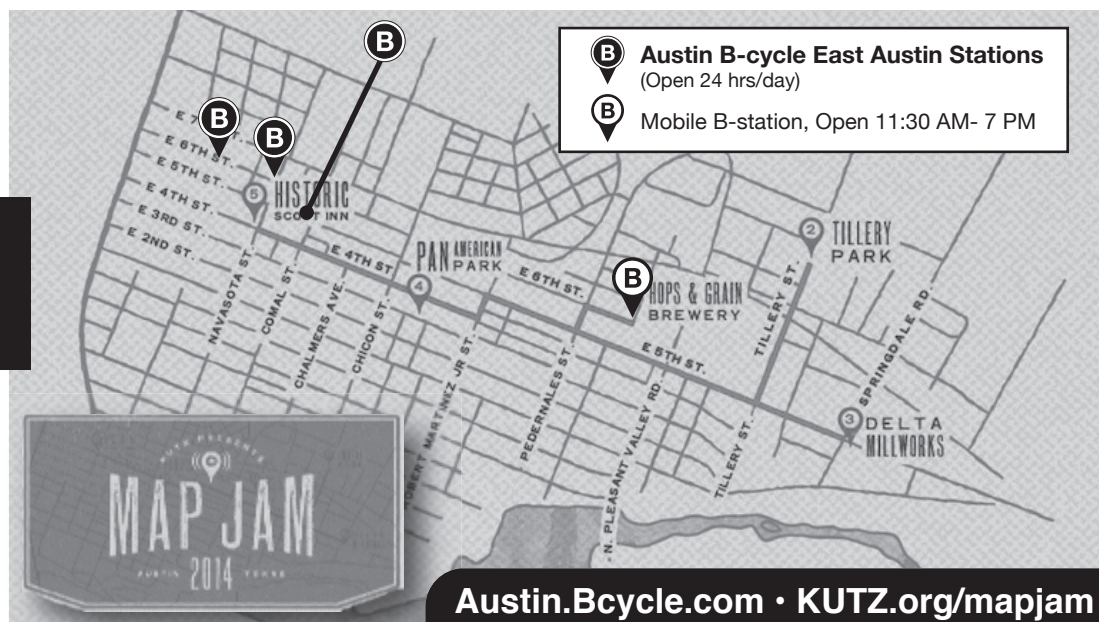 B
B
B
B
Austin B-cycle East Austin Stations
(Open 24 hrs/day)
B
Mobile B-station, Open 11:30 AM- 7 PM
B
E 6TH ST.
E 5TH ST.
E 4TH ST.
E 3RD ST.
E 2ND ST.
5
HISTORIC
SCOTT INN
E 4TH ST
PAN AMERICAN
PARK
4
E 6TH ST.
B
HOPS & GRAIN
BREWERY
2
TILLERY
PARK
NAVASOTA ST.
COMAL ST.
CHALMERS AVE.
CHICON ST.
ROBERT MARTINEZ JR ST.
PEDERNALES ST.
N. PLEASANT VALLEY RD.
E 5TH ST.
TILLERY ST.
TILLERY ST.
SPRINGDALE RD.
3
DELTA
MILLWORKS
KUTX PRESENTS
MAP JAM
AUSTIN 2014 TEXAS
Austin.Bcycle.com • KUTZ.org/mapjam